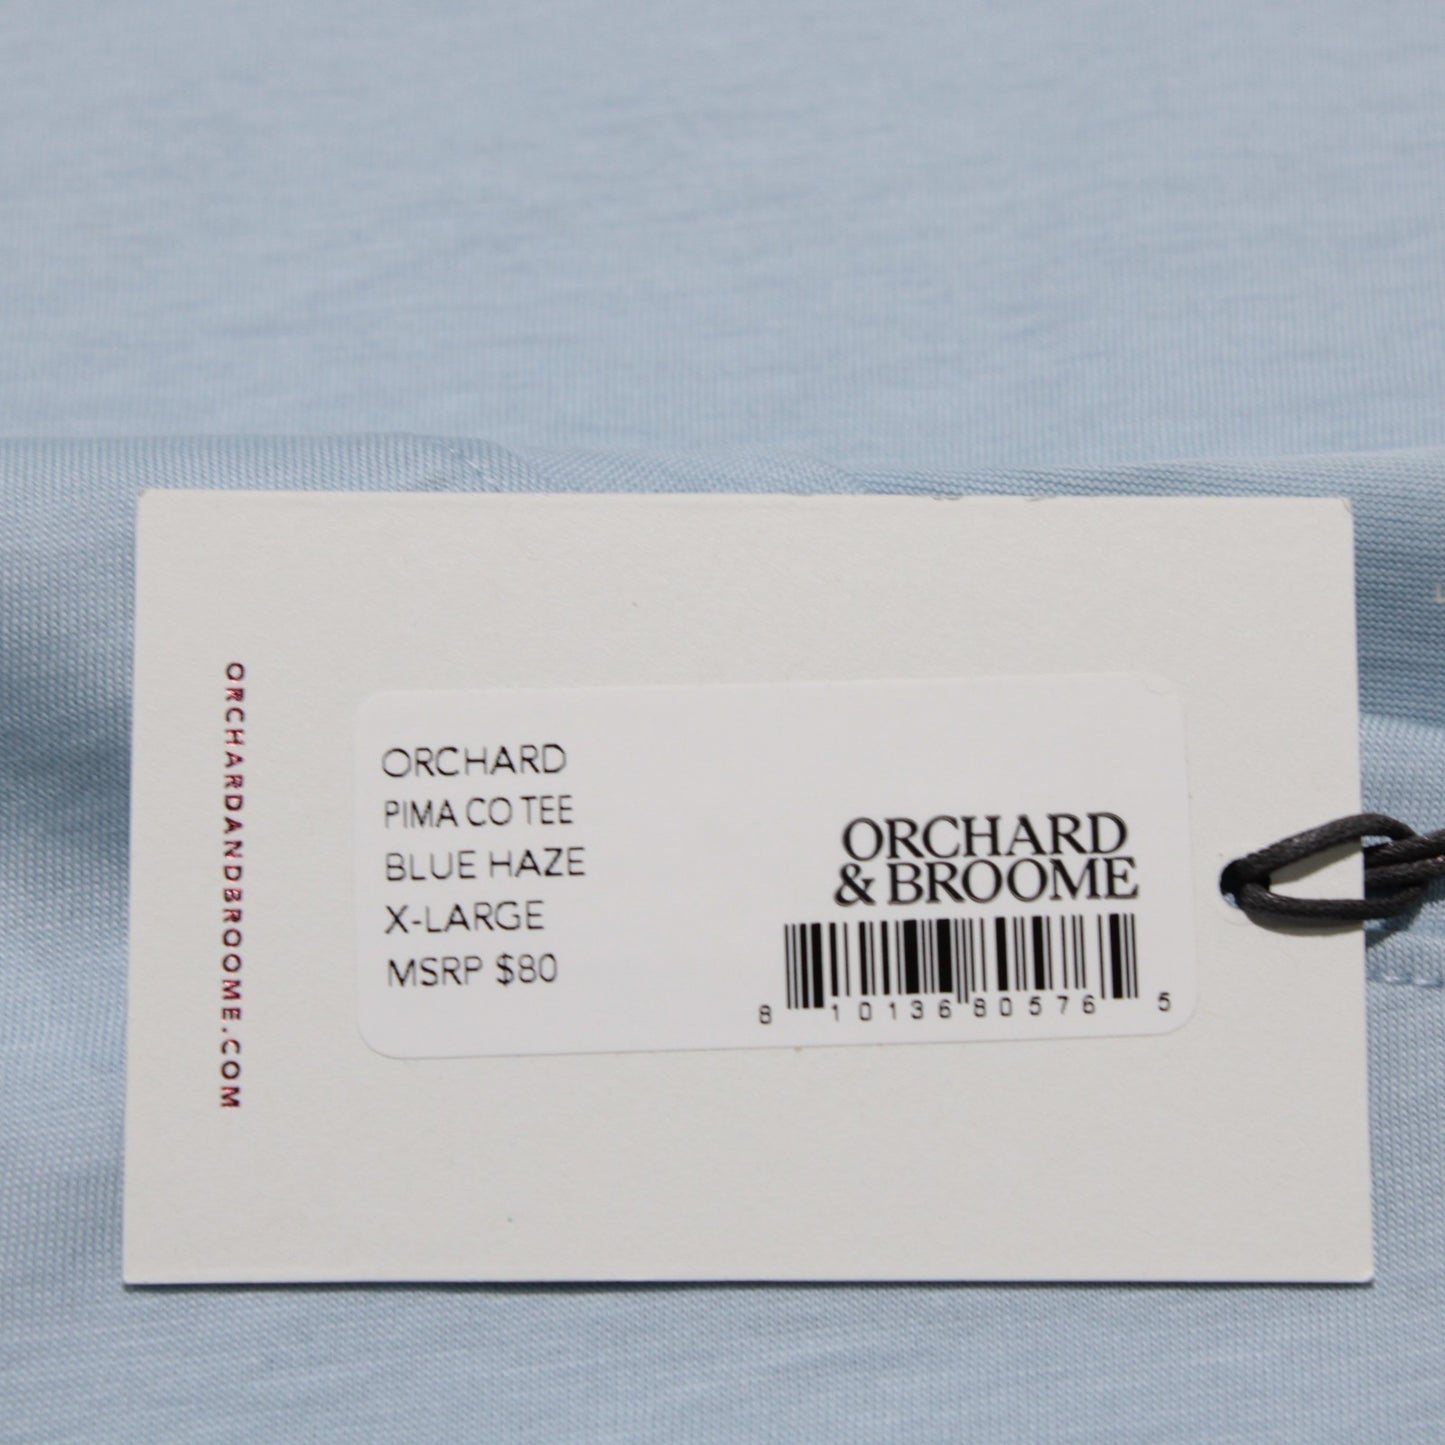 ORCHARDANDBROOME.COM
ORCHARD
PIMA CO TEE
BLUE HAZE
X-LARGE
MSRP $80
ORCHARD
& BROOME
8 10136 80576 5